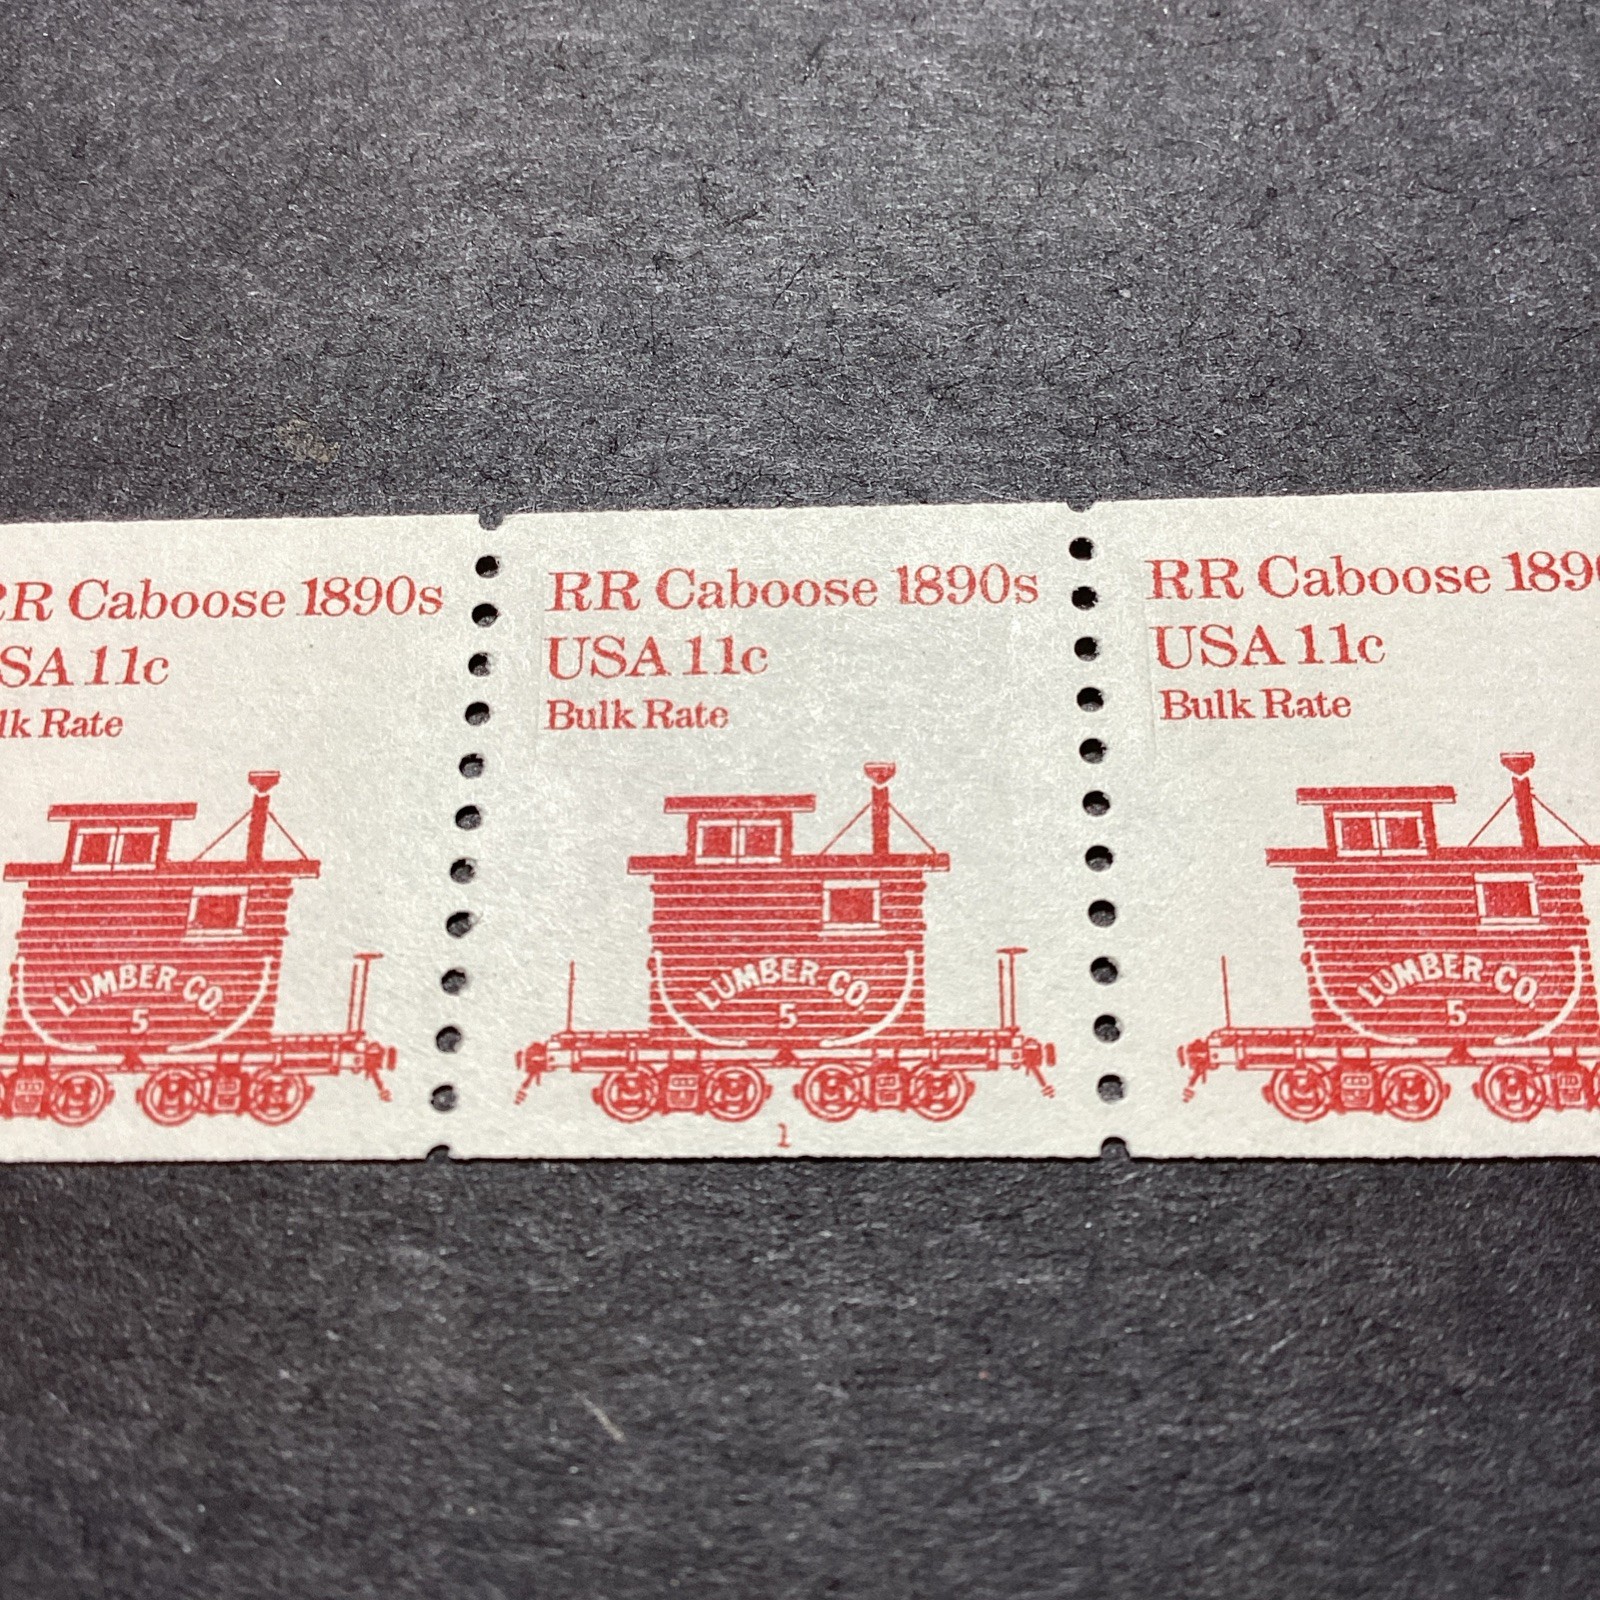 RR Caboose 1890s
USA 11c
Bulk Rate
LUMBER CO.
5
RR Caboose 1890s
USA 11c
Bulk Rate
LUMBER CO.
5
1
RR Caboose 1890
USA 11c
Bulk Rate
LUMBER CO.
5